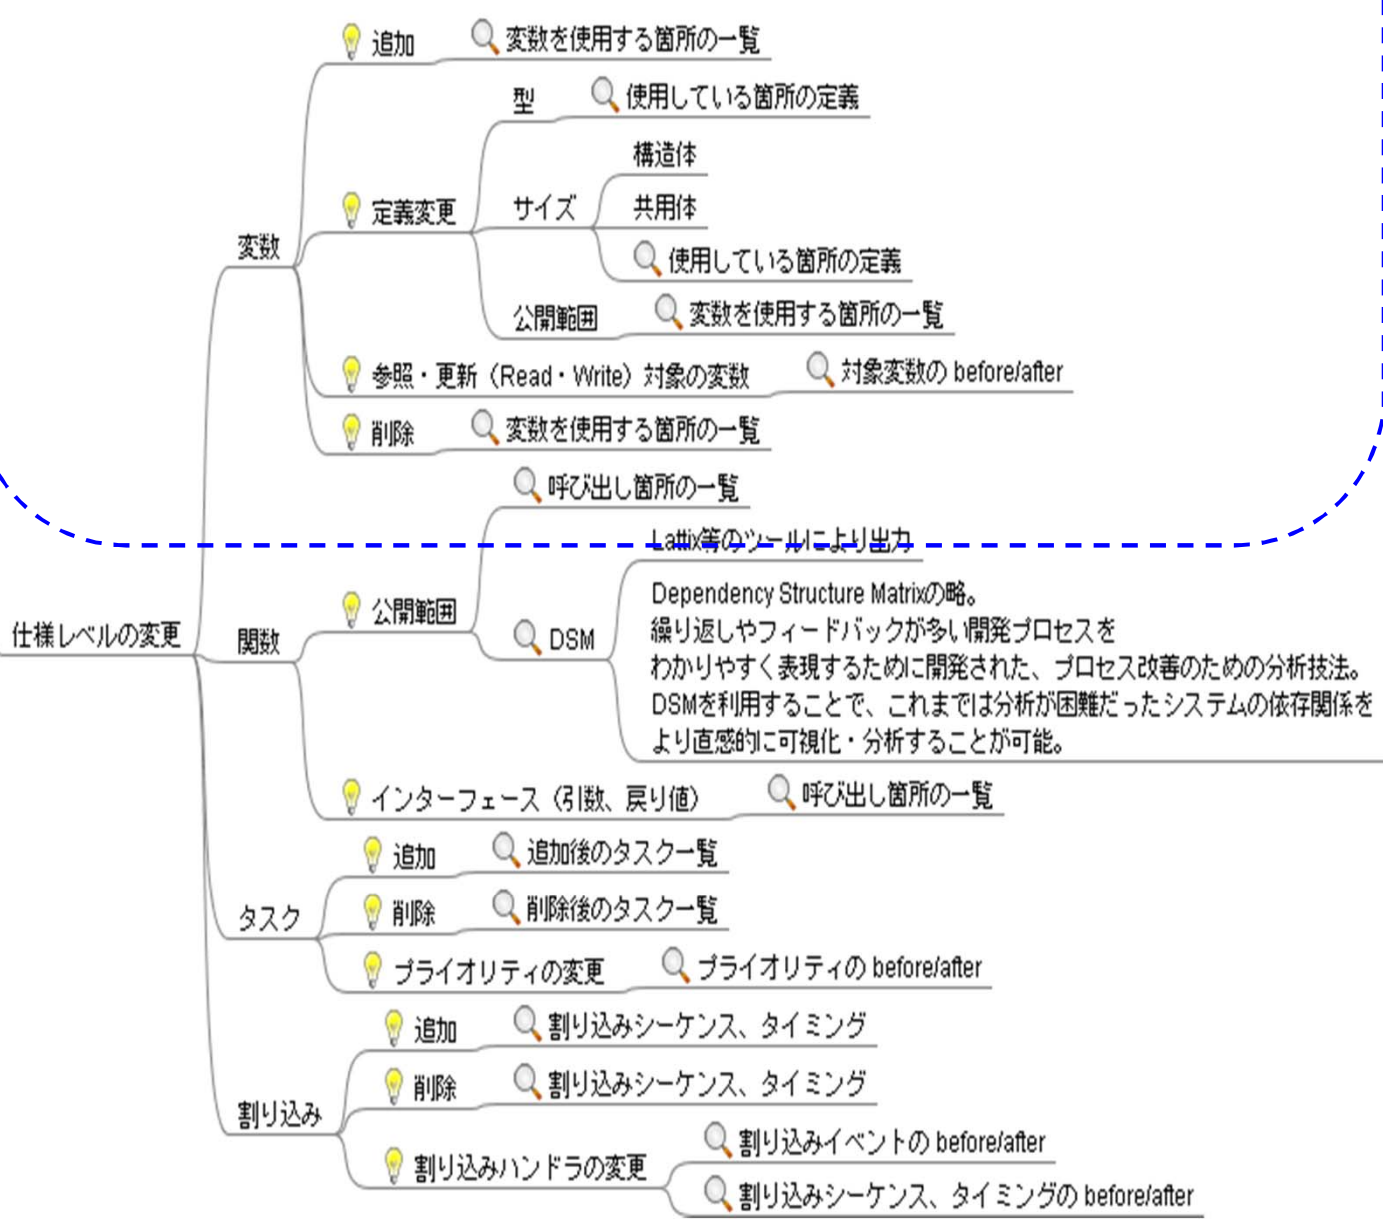 追加
変数を使用する箇所の一覧
型
使用している箇所の定義
構造体
定義変更
サイズ
共用体
変数
使用している箇所の定義
公開範囲
変数を使用する箇所の一覧
参照・更新（Read・Write）対象の変数
対象変数の before/after
削除
変数を使用する箇所の一覧
呼び出し箇所の一覧
Lattix等のツールにより出力
Dependency Structure Matrixの略。
公開範囲
仕様レベルの変更
関数
DSM
繰り返しやフィードバックが多い開発プロセスを
わかりやすく表現するために開発された、プロセス改善のための分析技法。
DSMを利用することで、これまでは分析が困難だったシステムの依存関係を
より直感的に可視化・分析することが可能。
インターフェース（引数、戻り値）
呼び出し箇所の一覧
追加
追加後のタスク一覧
タスク
削除
削除後のタスク一覧
プライオリティの変更
プライオリティの before/after
追加
割り込みシーケンス、タイミング
削除
割り込みシーケンス、タイミング
割り込み
割り込みハンドラの変更
割り込みイベントの before/after
割り込みシーケンス、タイミングの before/after